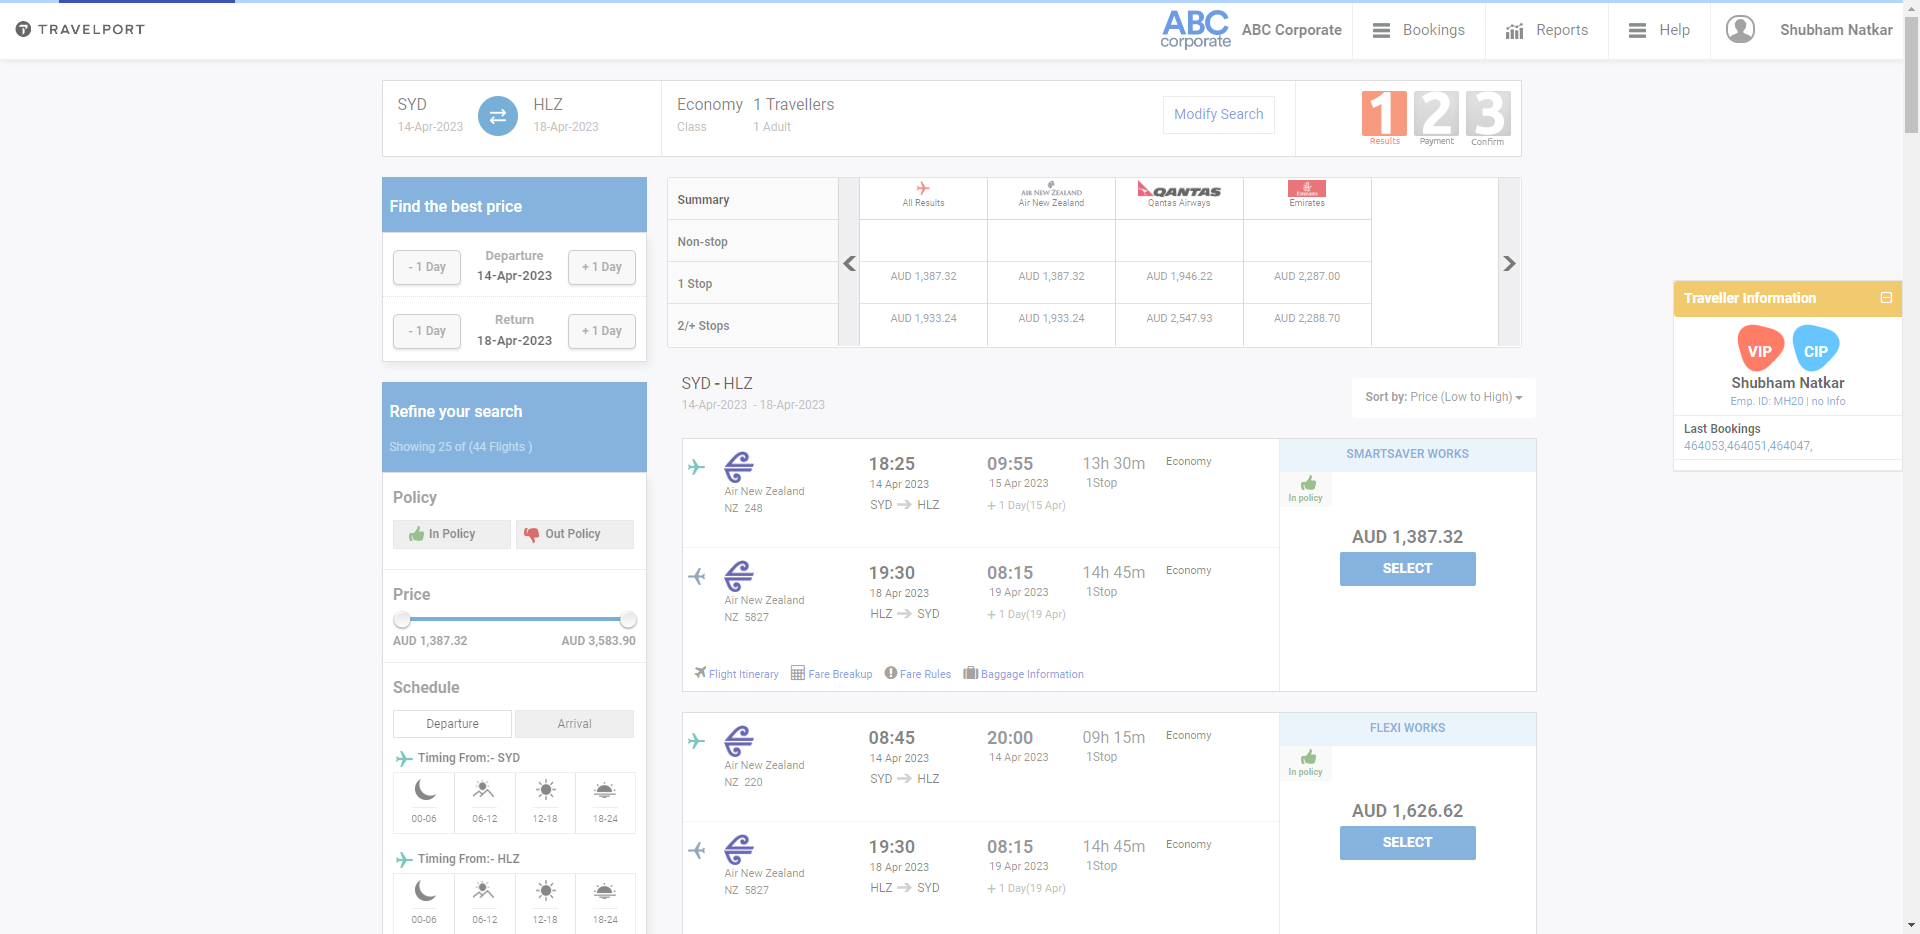 TRAVELPORT
ABC
corporate
ABC Corporate
Bookings
Reports
Help
Shubham Natkar
SYD
14-Apr-2023
HLZ
18-Apr-2023
Economy
Class
1 Travellers
1 Adult
Modify Search
1
Results
2
Payment
3
Confirm
Find the best price
- 1 Day
Departure
14-Apr-2023
+ 1 Day
- 1 Day
Return
18-Apr-2023
+ 1 Day
Refine your search
Showing 25 of (44 Flights )
Policy
In Policy
Out Policy
Price
AUD 1,387.32
AUD 3,583.90
Schedule
Departure
Arrival
Timing From:- SYD
00-06
06-12
12-18
18-24
Timing From:- HLZ
00-06
06-12
12-18
18-24
Summary
All Results
AIR NEW ZEALAND
Air New Zealand
QANTAS
Qantas Airways
Emirates
Emirates
Non-stop
1 Stop
AUD 1,387.32
AUD 1,387.32
AUD 1,946.22
AUD 2,287.00
2/+ Stops
AUD 1,933.24
AUD 1,933.24
AUD 2,547.93
AUD 2,288.70
SYD - HLZ
14-Apr-2023 - 18-Apr-2023
Sort by: Price (Low to High)
Air New Zealand
NZ 248
18:25
14 Apr 2023
SYD HLZ
09:55
15 Apr 2023
+ 1 Day(15 Apr)
13h 30m
1Stop
Economy
Air New Zealand
NZ 5827
19:30
18 Apr 2023
HLZ SYD
08:15
19 Apr 2023
+ 1 Day(19 Apr)
14h 45m
1Stop
Economy
Flight Itinerary
Fare Breakup
Fare Rules
Baggage Information
SMARTSAVER WORKS
In policy
AUD 1,387.32
SELECT
Air New Zealand
NZ 220
08:45
14 Apr 2023
SYD HLZ
20:00
14 Apr 2023
09h 15m
1Stop
Economy
Air New Zealand
NZ 5827
19:30
18 Apr 2023
HLZ SYD
08:15
19 Apr 2023
+ 1 Day(19 Apr)
14h 45m
1Stop
Economy
FLEXI WORKS
In policy
AUD 1,626.62
SELECT
Traveller Information
VIP
CIP
Shubham Natkar
Emp. ID: MH20 | no Info
Last Bookings
464053,464051,464047,